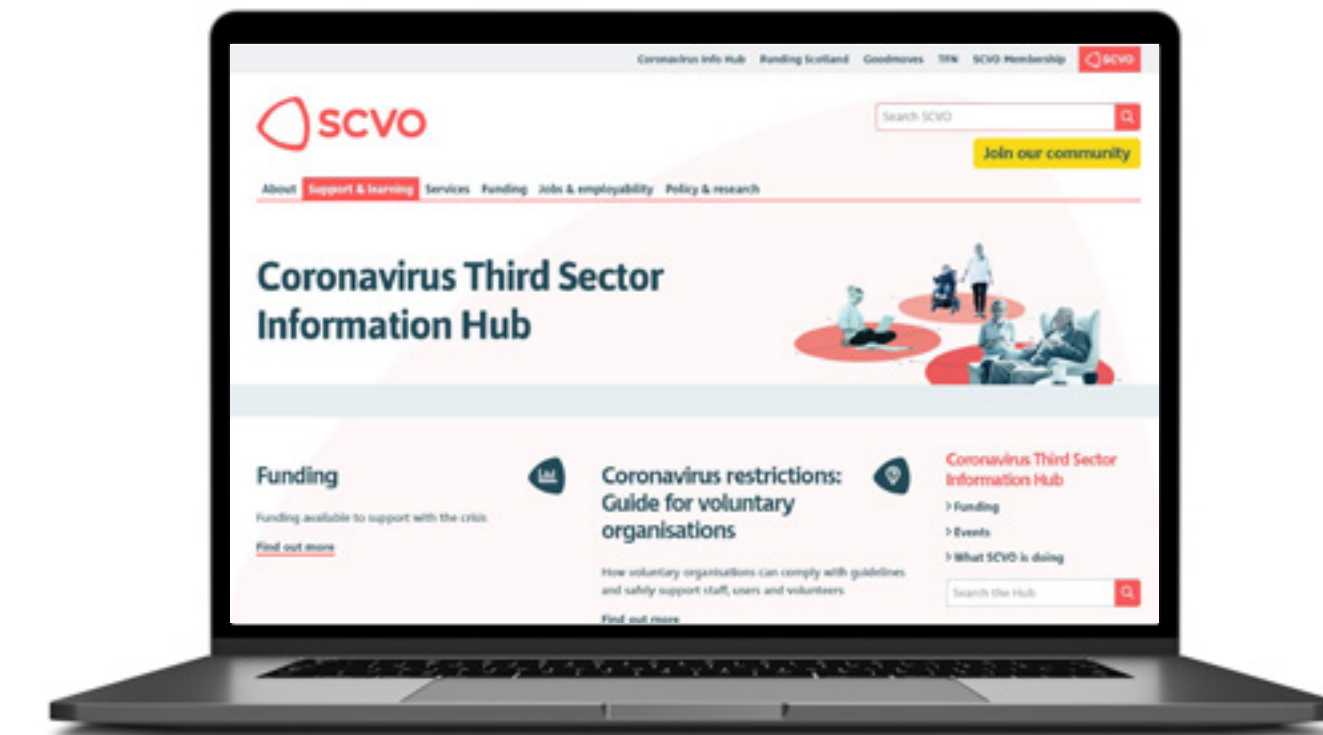 Coronavirus Info Hub Funding Scotland Goodmoves TFN SCVO Membership SCVO
SCVO
Search SCVO
Join our community
About Support & learning Services Funding Jobs & employability Policy & research
Coronavirus Third Sector
Information Hub
Funding
Funding available to support with the crisis
Find out more
Coronavirus restrictions:
Guide for voluntary
organisations
How voluntary organisations can comply with guidelines
and safely support staff, users and volunteers
Find out more
Coronavirus Third Sector
Information Hub
> Funding
> Events
> What SCVO is doing
Search the Hub